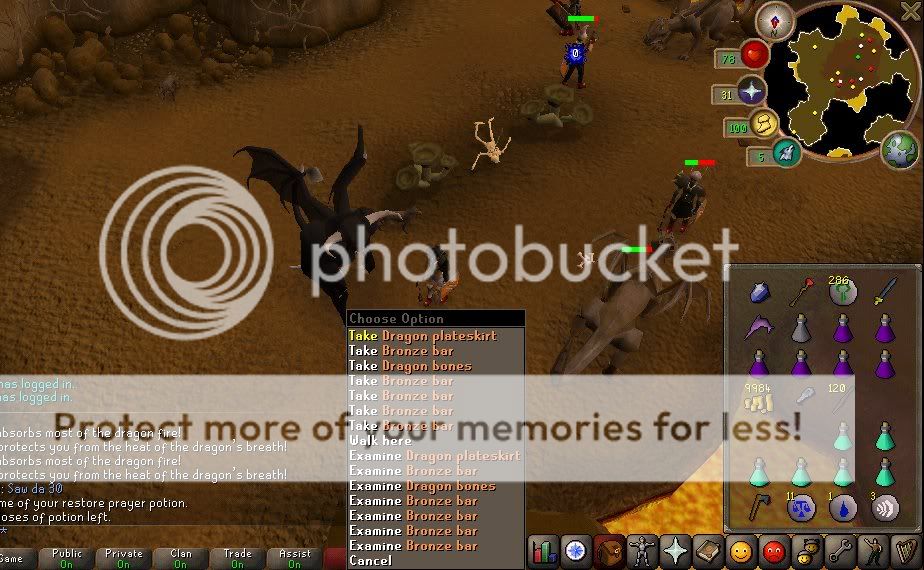 0
78
31
100
5
photobucket
286
Choose Option
Take Dragon plateskirt
Take Bronze bar
Take Dragon bones
Take Bronze bar
Take Bronze bar
Take Bronze bar
Take Bronze bar
Walk here
Examine Dragon plateskirt
Examine Bronze bar
Examine Dragon bones
Examine Bronze bar
Examine Bronze bar
Examine Bronze bar
Examine Bronze bar
Cancel
has logged in.
has logged in.
Protect more of your memories for less!
absorbs most of the dragon fire!
protects you from the heat of the dragon's breath!
absorbs most of the dragon fire!
protects you from the heat of the dragon's breath!
: Saw da 30
me of your restore prayer potion.
oses of potion left.
*
9984
120
11
1
3
Game
Public
On
Private
On
Clan
On
Trade
On
Assist
On